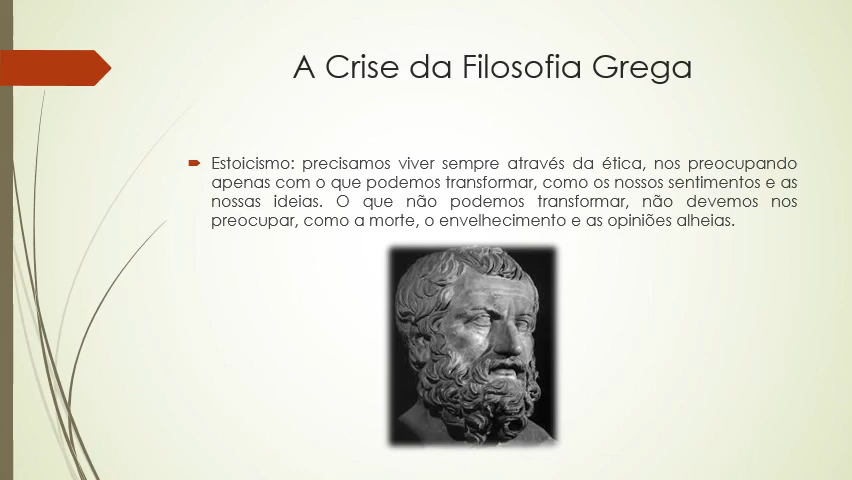 A Crise da Filosofia Grega
Estoicismo: precisamos viver sempre através da ética, nos preocupando
apenas com o que podemos transformar, como os nossos sentimentos e as
nossas ideias. O que não podemos transformar, não devemos nos
preocupar, como a morte, o envelhecimento e as opiniões alheias.